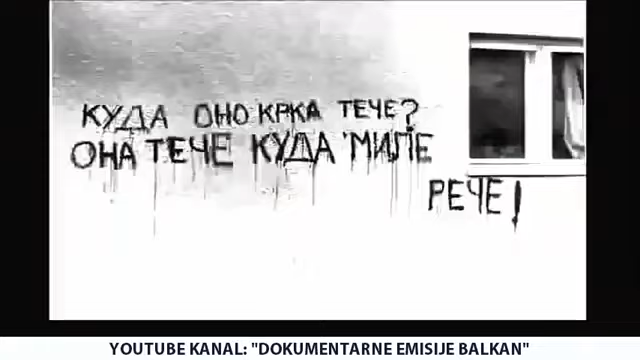 КУДА ОНО КРКА ТЕЧЕ?
ОНА ТЕЧЕ КУДА МИЛЕ
РЕЧЕ!
YOUTUBE KANAL: "DOKUMENTARNE EMISIJE BALKAN"